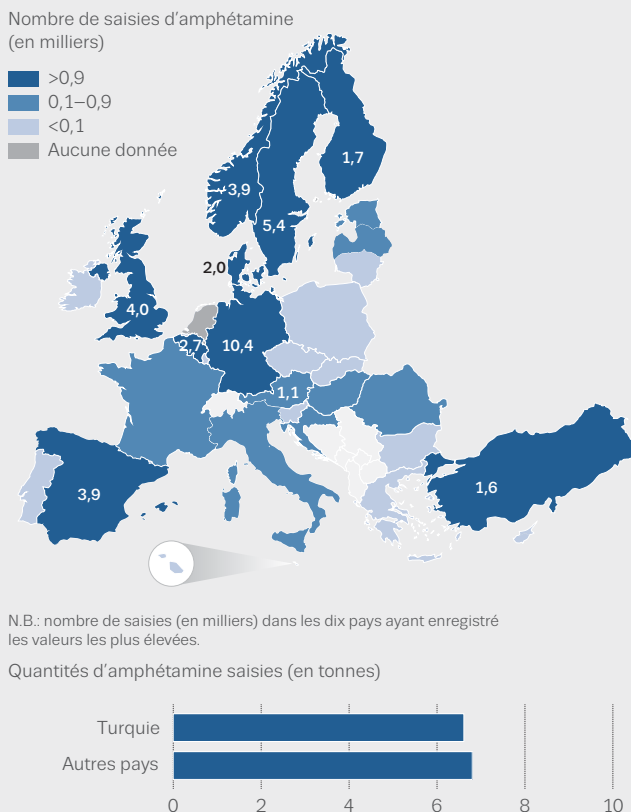 Nombre de saisies d'amphétamine
(en milliers)
>0,9
0,1–0,9
<0,1
Aucune donnée
1,7
3,9
5,4
2,0
4,0
2,7
10,4
1,1
3,9
1,6
N.B.: nombre de saisies (en milliers) dans les dix pays ayant enregistré
les valeurs les plus élevées.
Quantités d'amphétamine saisies (en tonnes)
Turquie
Autres pays
0 2 4 6 8 10